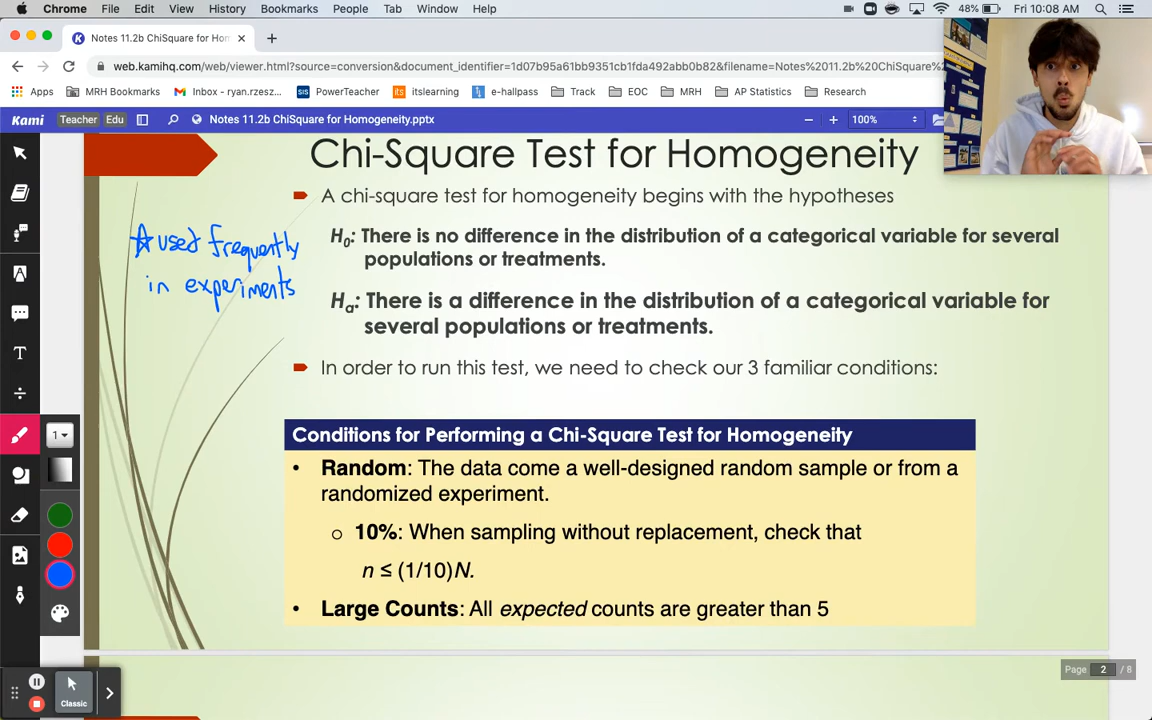 Chrome File Edit View History Bookmarks People Tab Window Help 48% Fri 10:08 AM
Notes 11.2b ChiSquare for Hom
web.kamihq.com/web/viewer.html?source=conversion&document_identifier=1d07b95a61bb9351cb1fda492abb0b82&filename=Notes%2011.2b%20ChiSquare%
Apps MRH Bookmarks Inbox - ryan.rzesz... SIS PowerTeacher its itslearning e-hallpass Track EOC MRH AP Statistics Research
Kami Teacher Edu Notes 11.2b ChiSquare for Homogeneity.pptx 100%
Chi-Square Test for Homogeneity
A chi-square test for homogeneity begins with the hypotheses
H0: There is no difference in the distribution of a categorical variable for several
populations or treatments.
Ha: There is a difference in the distribution of a categorical variable for
several populations or treatments.
used frequently
in experiments
In order to run this test, we need to check our 3 familiar conditions:
Conditions for Performing a Chi-Square Test for Homogeneity
• Random: The data come a well-designed random sample or from a
randomized experiment.
o 10%: When sampling without replacement, check that
n ≤ (1/10)N.
• Large Counts: All expected counts are greater than 5
1
Page 2 / 8
Classic